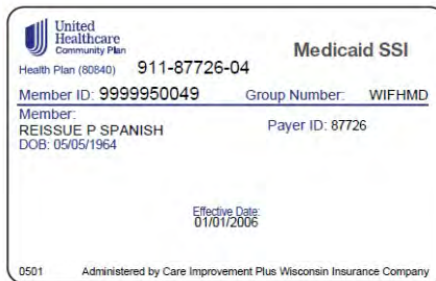 United
Healthcare
Community Plan
Medicaid SSI
Health Plan (80840) 911-87726-04
Member ID: 9999950049 Group Number: WIFHMD
Member:
REISSUE P SPANISH Payer ID: 87726
DOB: 05/05/1964
Effective Date:
01/01/2006
0501 Administered by Care Improvement Plus Wisconsin Insurance Company